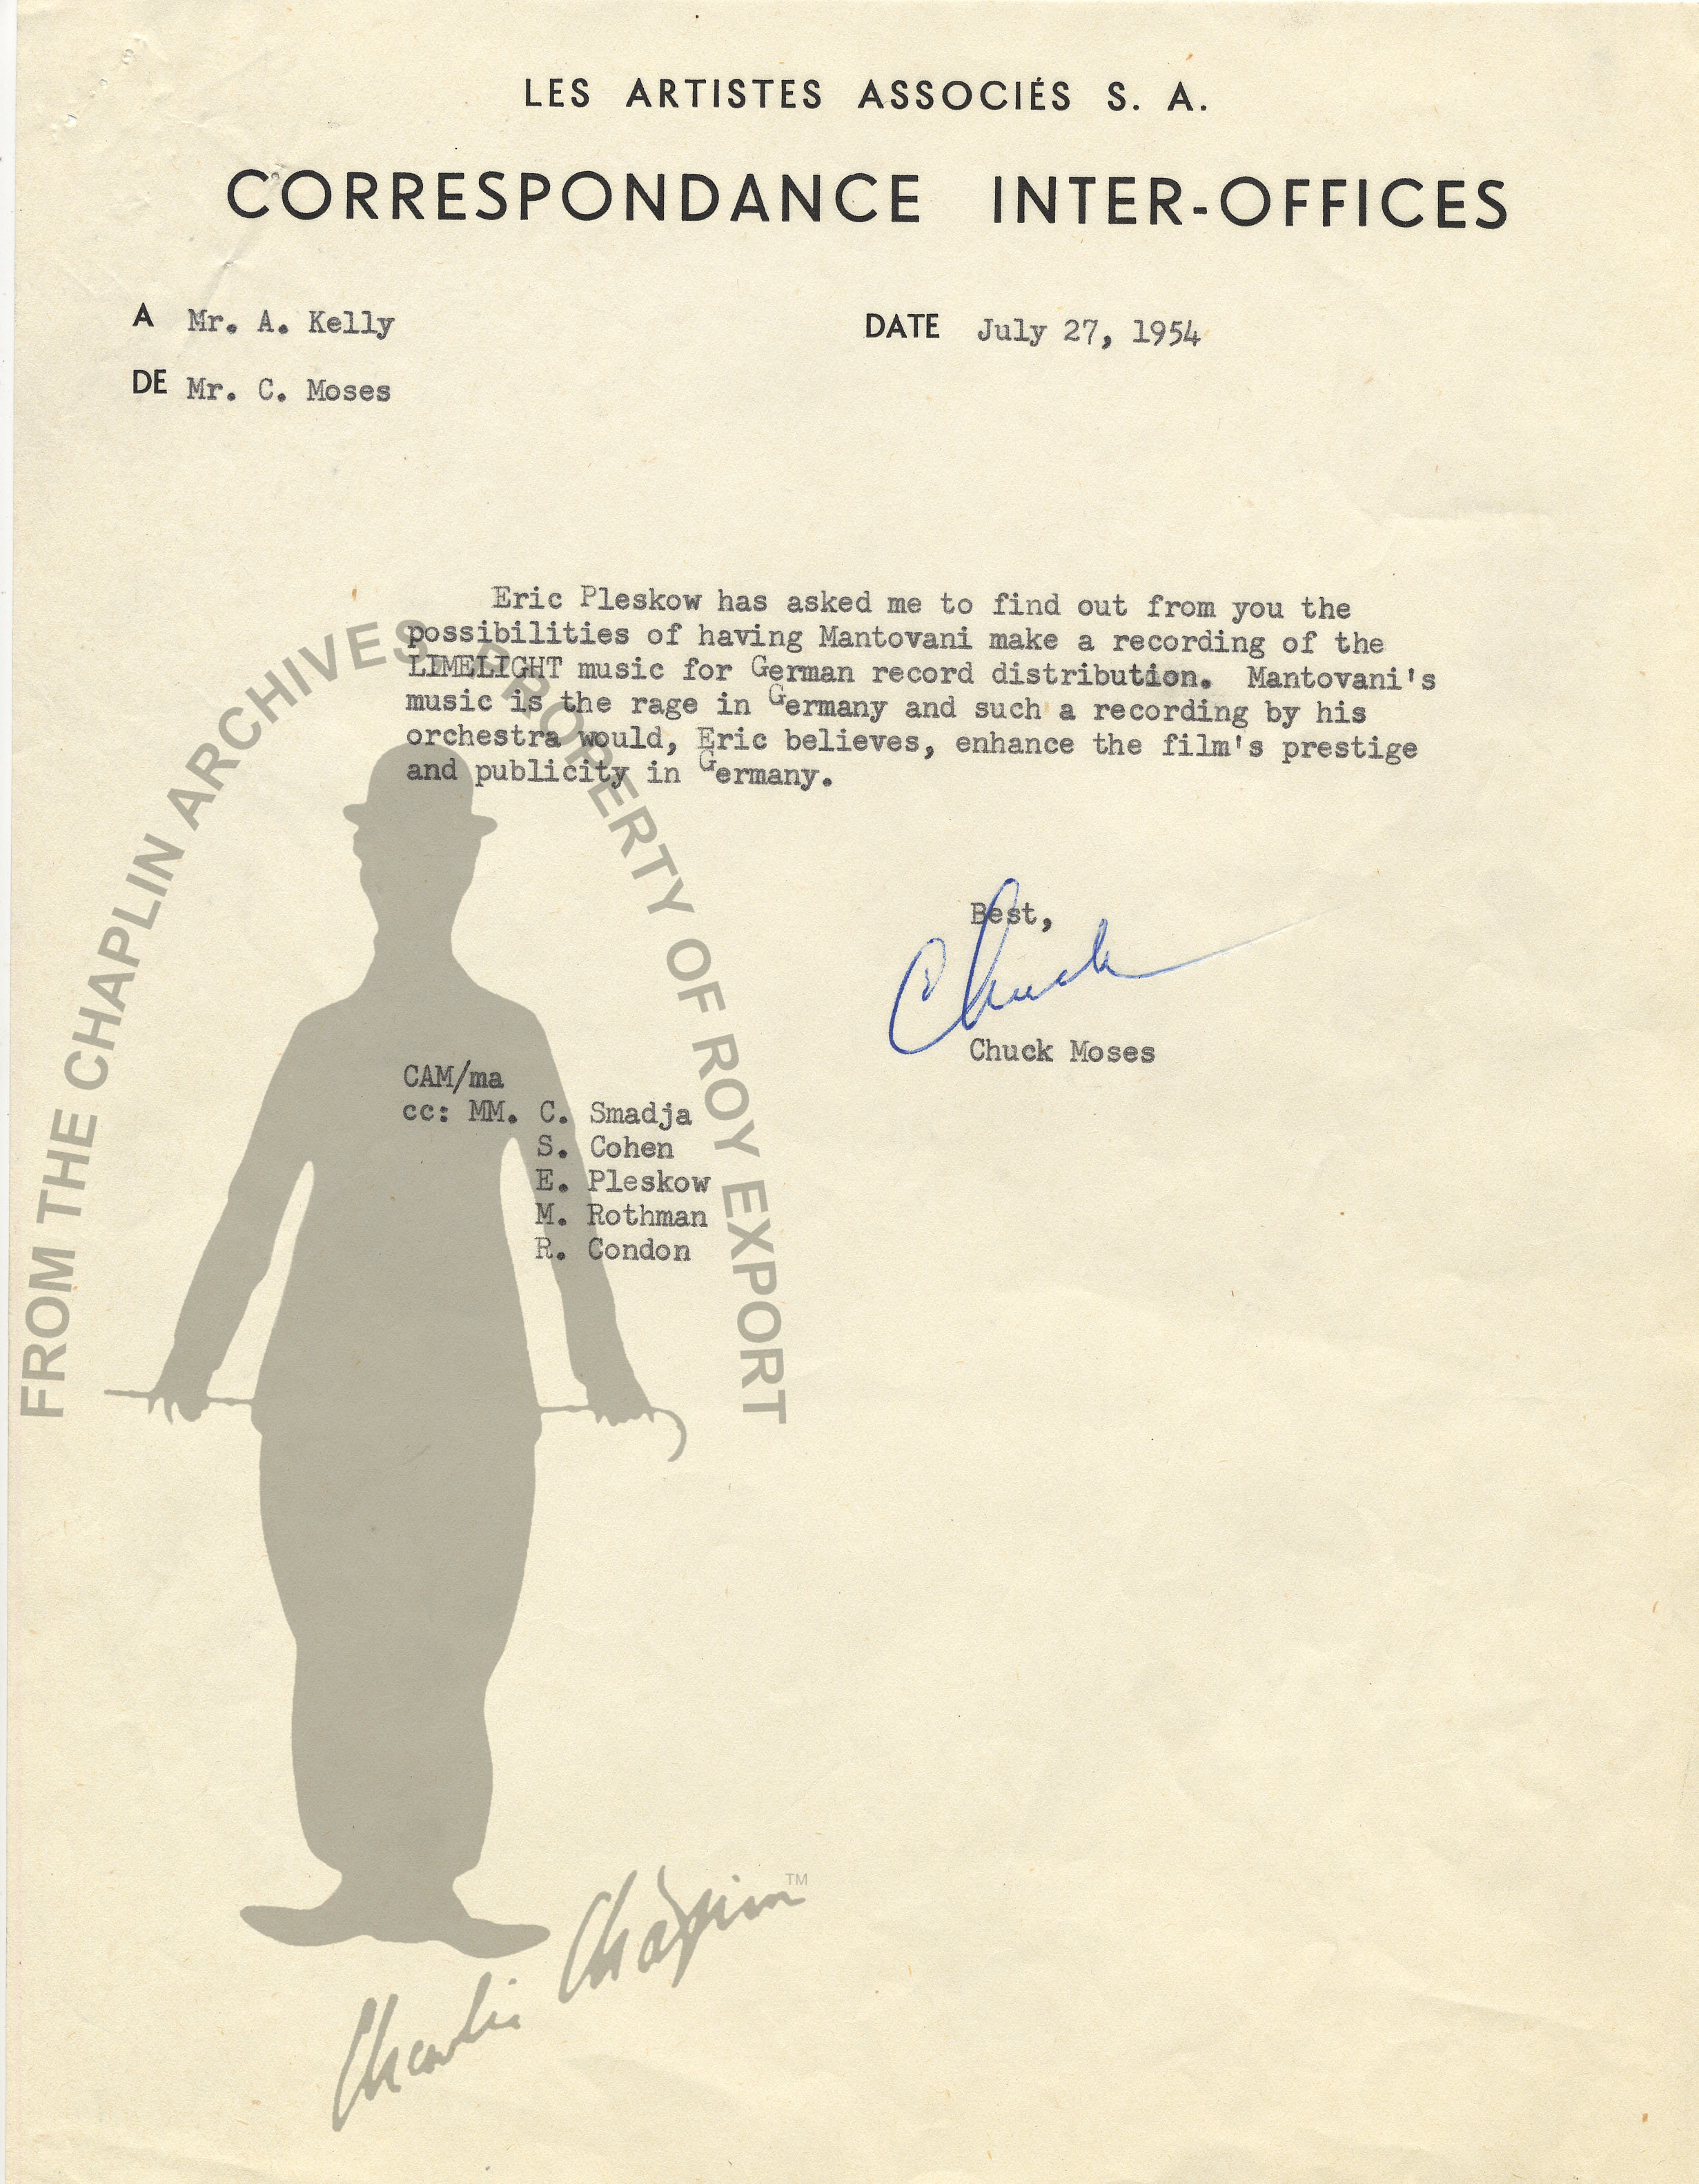 LES ARTISTES ASSOCIÉS S. A.
CORRESPONDANCE INTER-OFFICES
A Mr. A. Kelly
DATE July 27, 1954
DE Mr. C. Moses
Eric Pleskow has asked me to find out from you the
possibilities of having Mantovani make a recording of the
LIMELIGHT music for German record distribution. Mantovani's
music is the rage in Germany and such a recording by his
orchestra would, Eric believes, enhance the film's prestige
and publicity in Germany.
Best,
Chuck
Chuck Moses
CAM/ma
cc: MM. C. Smadja
S. Cohen
E. Pleskow
M. Rothman
R. Condon
FROM THE CHAPLIN ARCHIVES PROPERTY OF ROY EXPORT
Charlie Chaplin TM